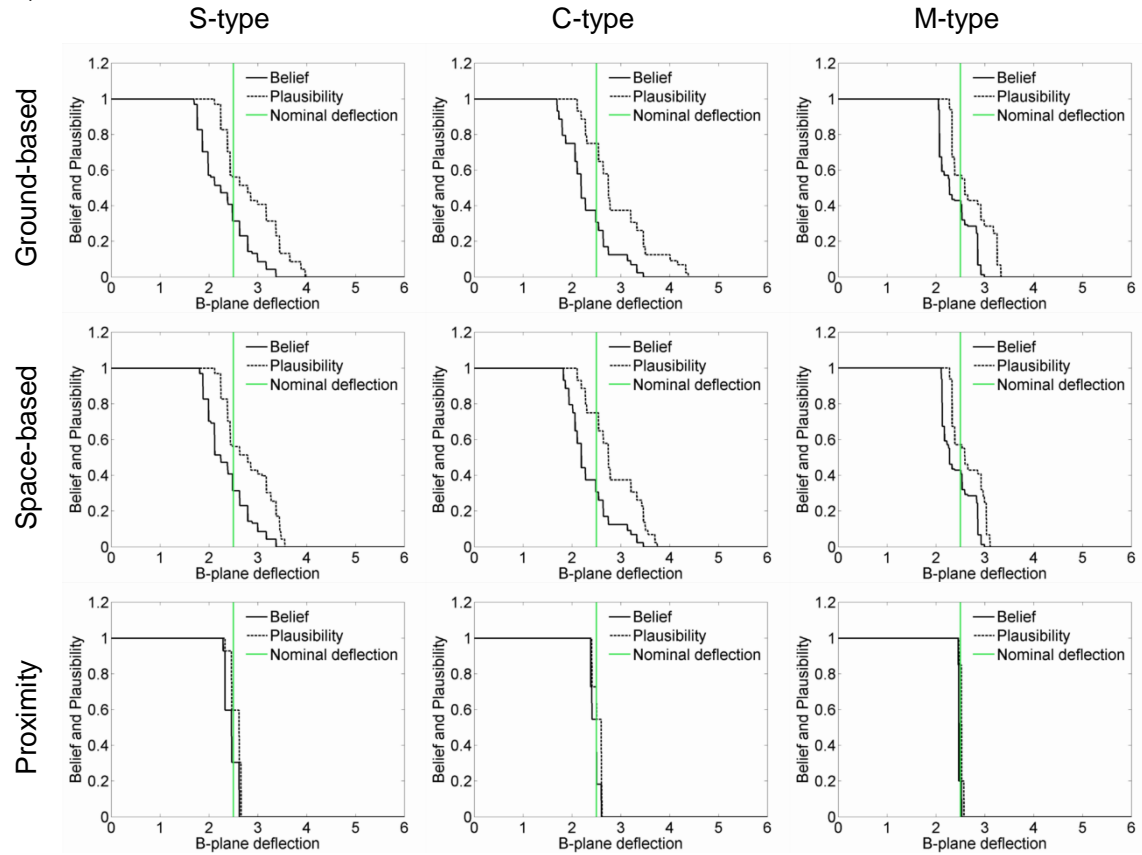 S-type
C-type
M-type
Ground-based
1.2
1
0.8
0.6
0.4
0.2
0
Belief and Plausibility
Belief
Plausibility
Nominal deflection
0 1 2 3 4 5 6
B-plane deflection
1.2
1
0.8
0.6
0.4
0.2
0
Belief and Plausibility
Belief
Plausibility
Nominal deflection
0 1 2 3 4 5 6
B-plane deflection
1.2
1
0.8
0.6
0.4
0.2
0
Belief and Plausibility
Belief
Plausibility
Nominal deflection
0 1 2 3 4 5 6
B-plane deflection
Space-based
1.2
1
0.8
0.6
0.4
0.2
0
Belief and Plausibility
Belief
Plausibility
Nominal deflection
0 1 2 3 4 5 6
B-plane deflection
1.2
1
0.8
0.6
0.4
0.2
0
Belief and Plausibility
Belief
Plausibility
Nominal deflection
0 1 2 3 4 5 6
B-plane deflection
1.2
1
0.8
0.6
0.4
0.2
0
Belief and Plausibility
Belief
Plausibility
Nominal deflection
0 1 2 3 4 5 6
B-plane deflection
Proximity
1.2
1
0.8
0.6
0.4
0.2
0
Belief and Plausibility
Belief
Plausibility
Nominal deflection
0 1 2 3 4 5 6
B-plane deflection
1.2
1
0.8
0.6
0.4
0.2
0
Belief and Plausibility
Belief
Plausibility
Nominal deflection
0 1 2 3 4 5 6
B-plane deflection
1.2
1
0.8
0.6
0.4
0.2
0
Belief and Plausibility
Belief
Plausibility
Nominal deflection
0 1 2 3 4 5 6
B-plane deflection